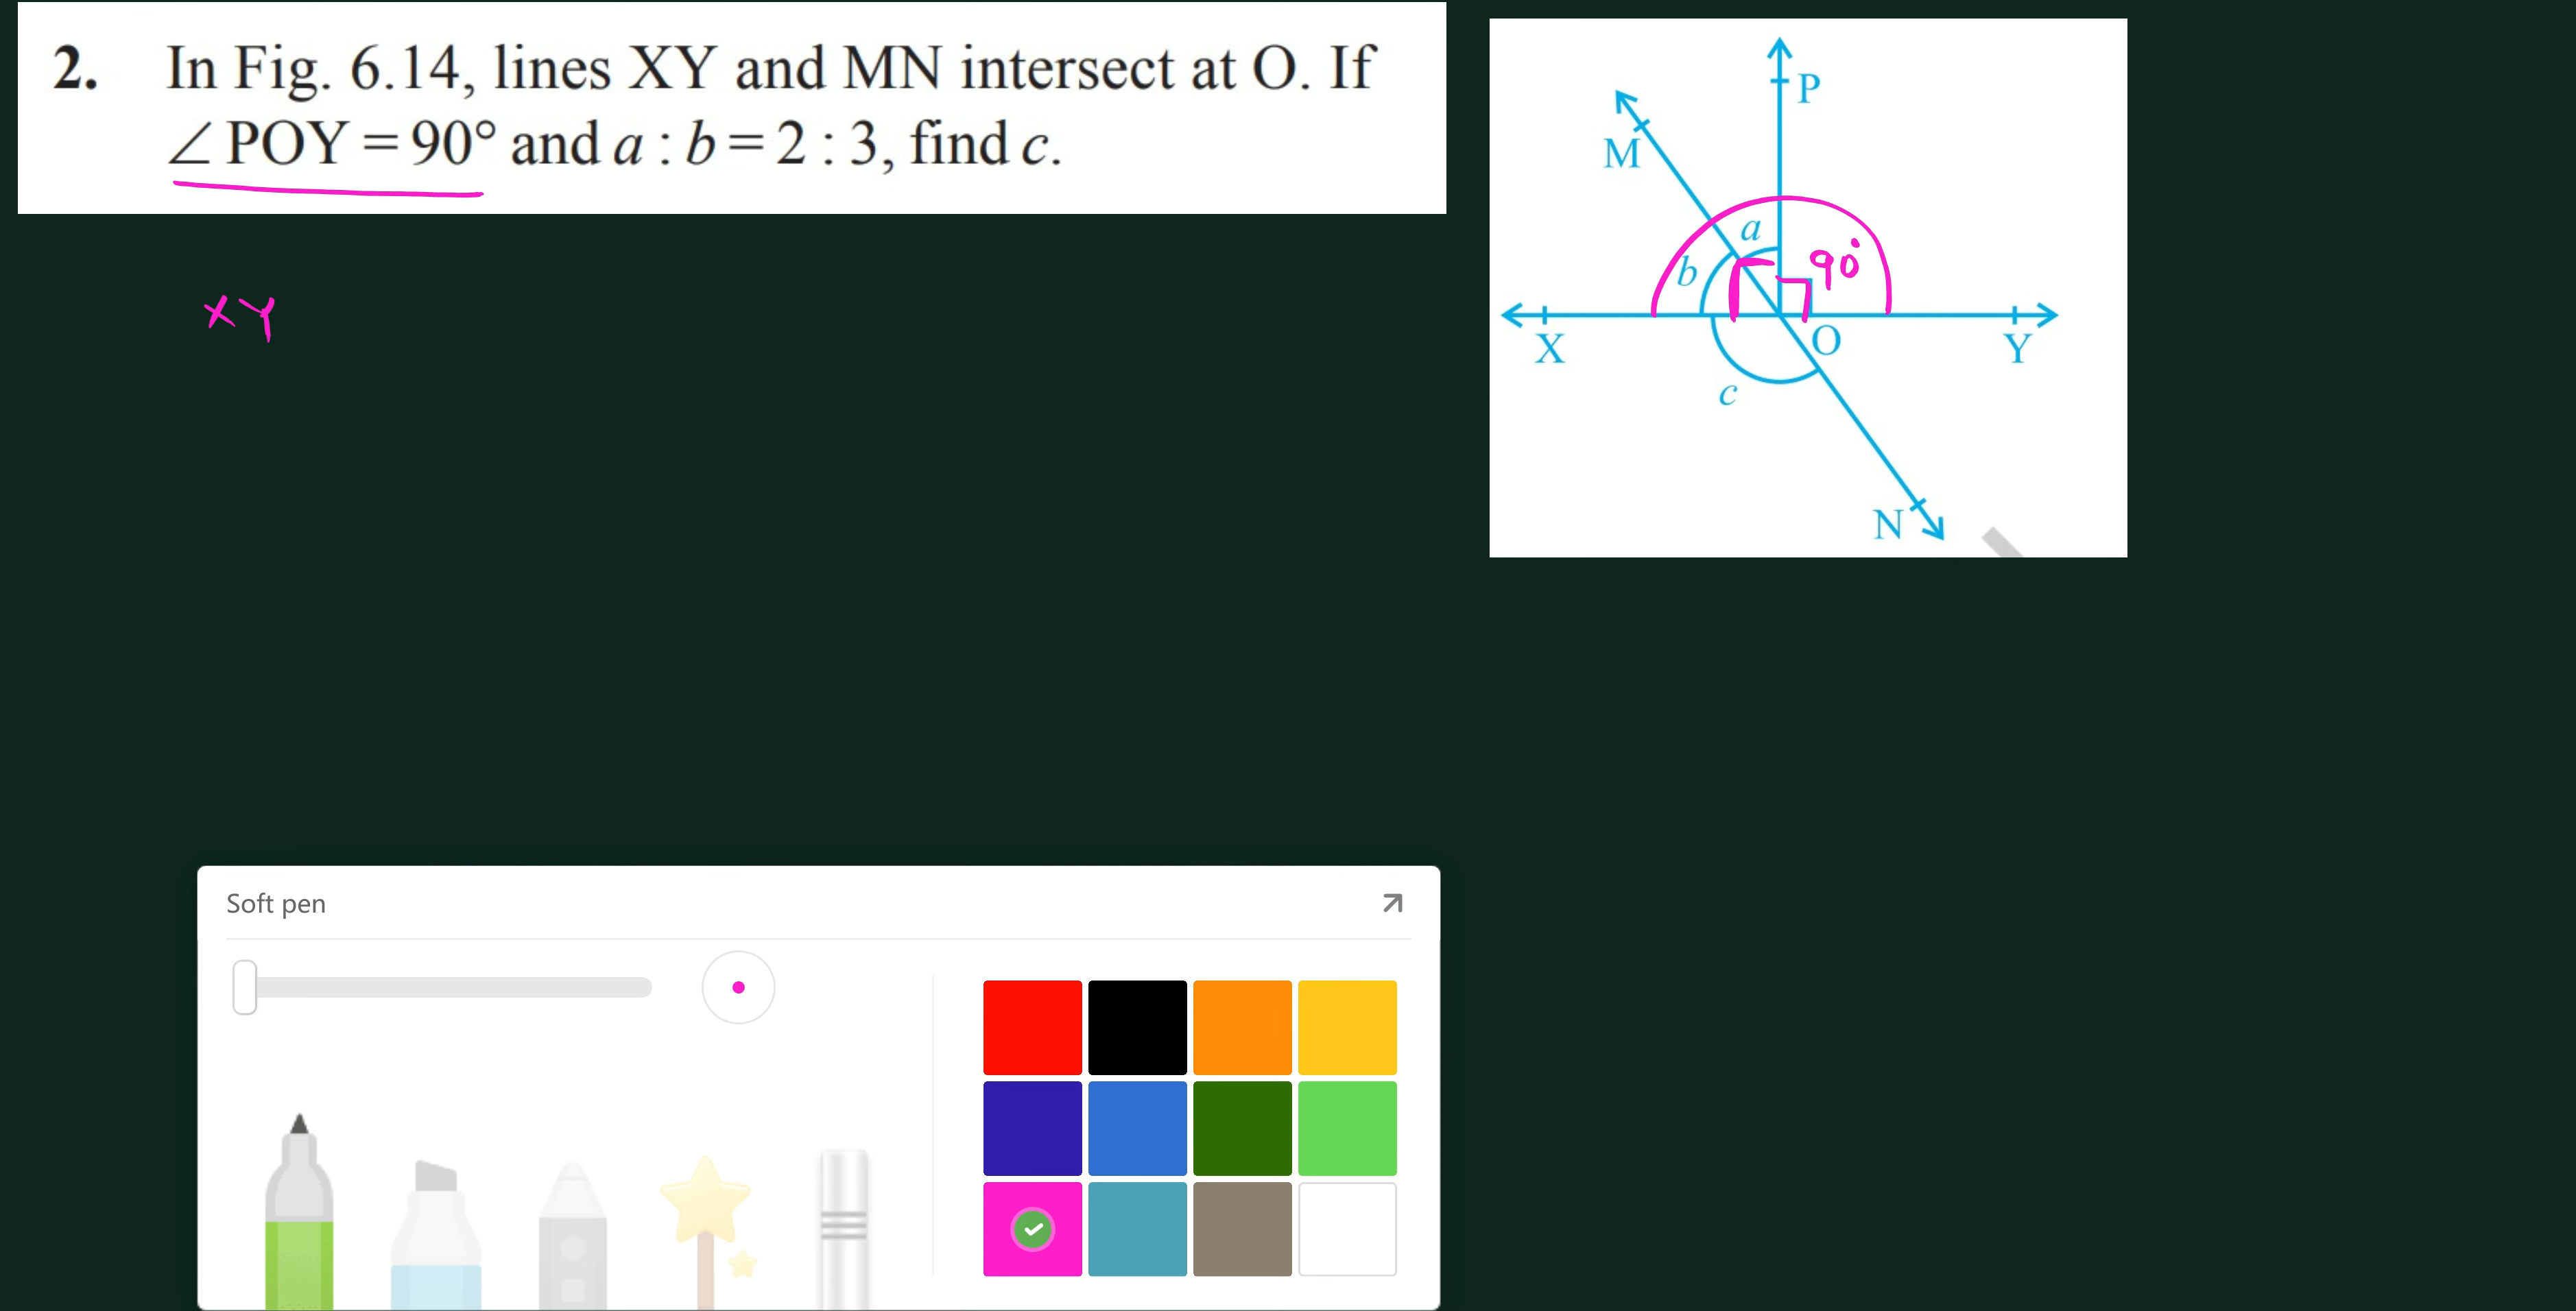 2. In Fig. 6.14, lines XY and MN intersect at O. If
∠ POY = 90° and a : b = 2 : 3, find c.
P
M
a
b
90°
X
O
Y
c
N
XY
Soft pen